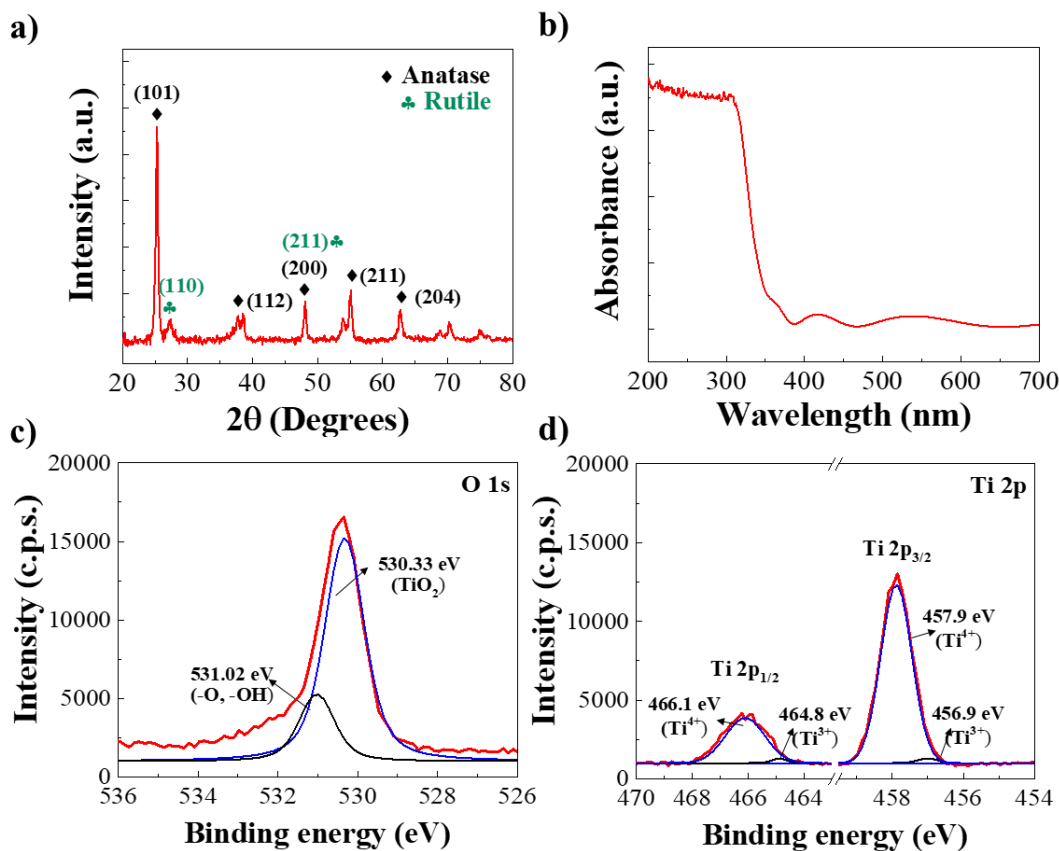 a)
♦ Anatase
♣ Rutile
(101)
(110)
(112)
(211)
(200)
(211)
(204)
Intensity (a.u.)
20 30 40 50 60 70 80
2θ (Degrees)
b)
Absorbance (a.u.)
200 300 400 500 600 700
Wavelength (nm)
c)
O 1s
20000
15000
10000
5000
0
Intensity (c.p.s.)
530.33 eV
(TiO₂)
531.02 eV
(-O, -OH)
536 534 532 530 528 526
Binding energy (eV)
d)
Ti 2p
20000
15000
10000
5000
0
Intensity (c.p.s.)
Ti 2p₃/₂
457.9 eV
(Ti⁴⁺)
Ti 2p₁/₂
466.1 eV
(Ti⁴⁺)
464.8 eV
(Ti³⁺)
456.9 eV
(Ti³⁺)
470 468 466 464 458 456 454
Binding energy (eV)